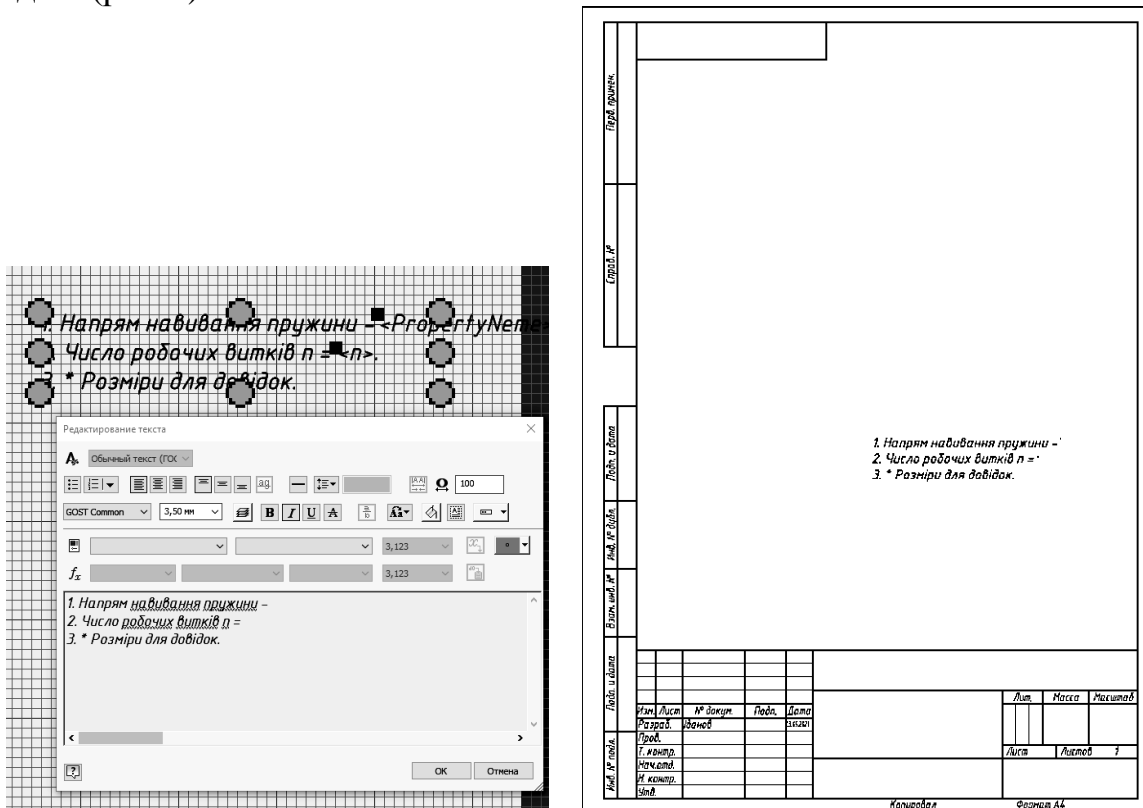 1. Напрям навивання пружини – <PropertyNeme>
Число робочих витків n = <n>.
3. * Розміри для довідок.
Редактирование текста
Обычный текст (ГОС
100
GOST Common
3,50 мм
3,123
3,123
1. Напрям навивання пружини –
2. Число робочих витків n =
3. * Розміри для довідок.
ОК Отмена
Перв. примен.
Справ. №
Подп. и дата
Инв. № дубл.
Взам. инв. №
Подп. и дата
Инв. № подл.
1. Напрям навивання пружини –
2. Число робочих витків n =
3. * Розміри для довідок.
Изм. Лист № докум. Подп. Дата
Разраб. Иванов
Пров.
Т. контр.
Нач.отд.
Н. контр.
Утв.
Лит. Масса Масштаб
Лист Листов 1
Копировал Формат А4